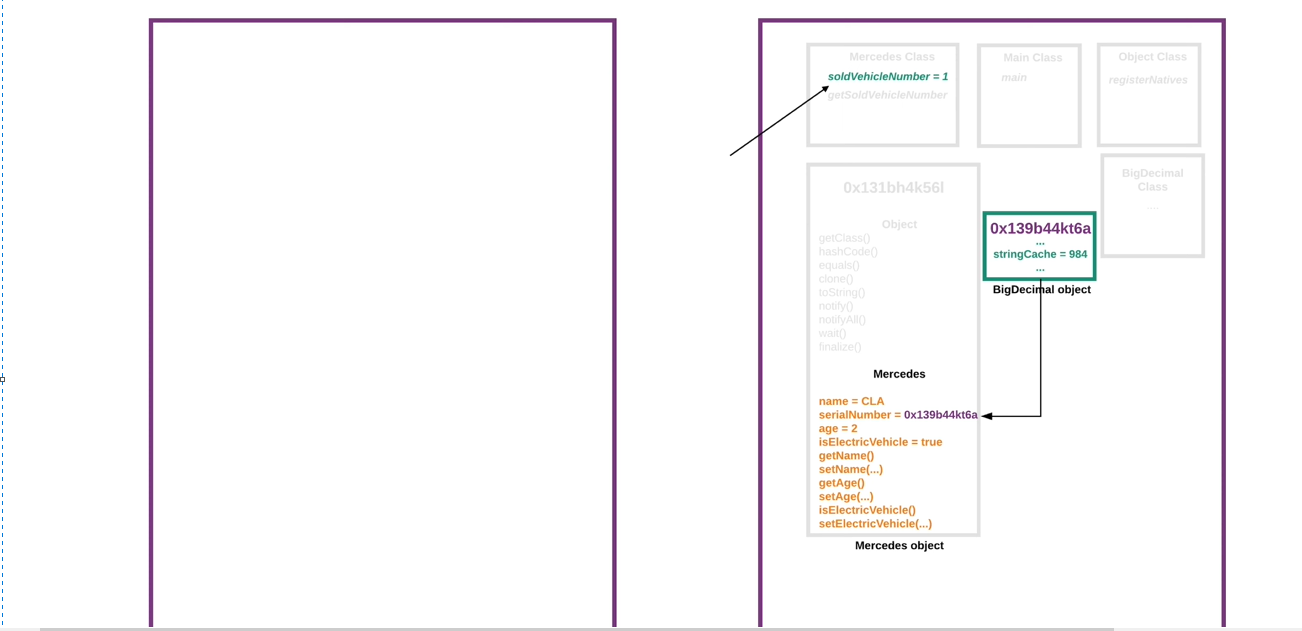 Mercedes Class
soldVehicleNumber = 1
getSoldVehicleNumber
Main Class
main
Object Class
registerNatives
BigDecimal
Class
...
0x131bh4k56l
Object
getClass()
hashCode()
equals()
clone()
toString()
notify()
notifyAll()
wait()
finalize()
Mercedes
name = CLA
serialNumber = 0x139b44kt6a
age = 2
isElectricVehicle = true
getName()
setName(...)
getAge()
setAge(...)
isElectricVehicle()
setElectricVehicle(...)
Mercedes object
0x139b44kt6a
...
stringCache = 984
...
BigDecimal object